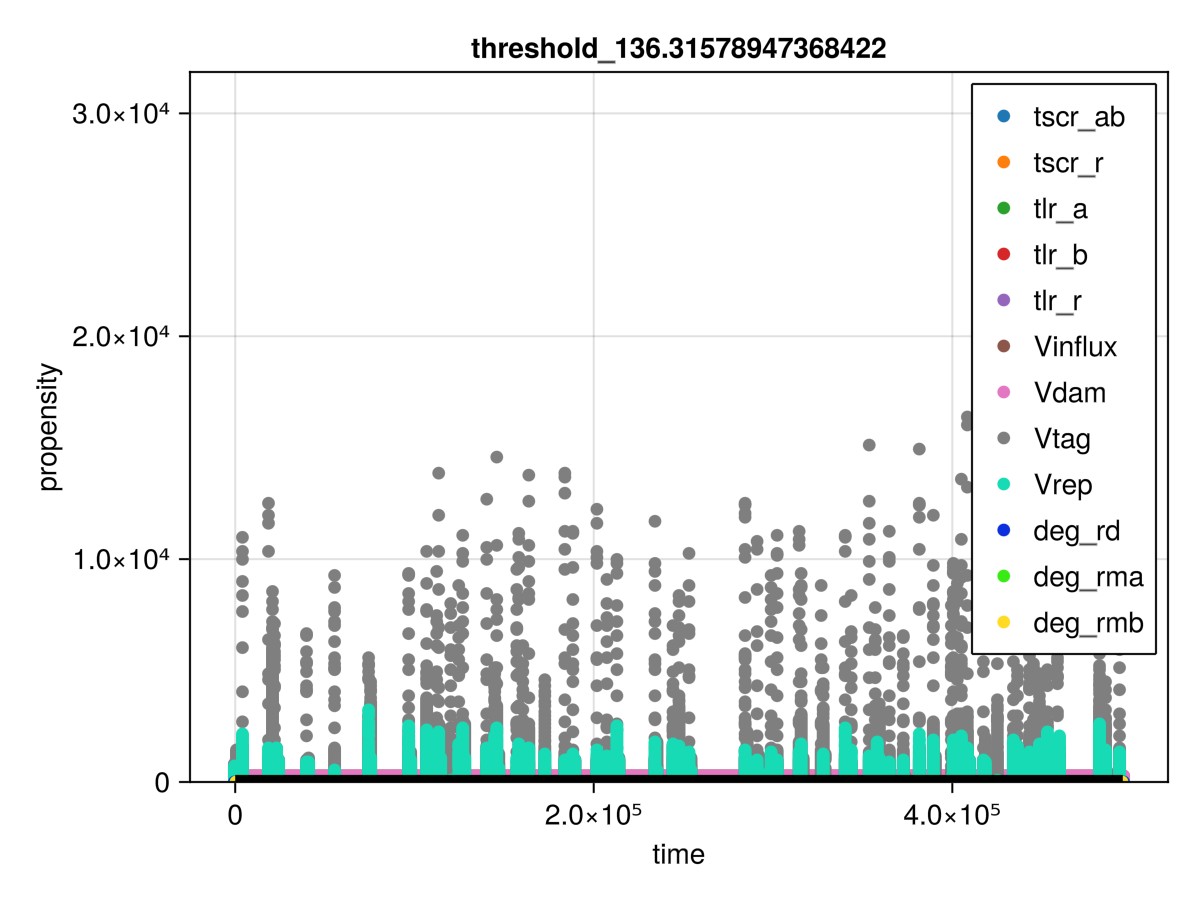 threshold_136.31578947368422
3.0×10⁴
2.0×10⁴
1.0×10⁴
0
propensity
0
2.0×10⁵
4.0×10⁵
time
tscr_ab
tscr_r
tlr_a
tlr_b
tlr_r
Vinflux
Vdam
Vtag
Vrep
deg_rd
deg_rma
deg_rmb